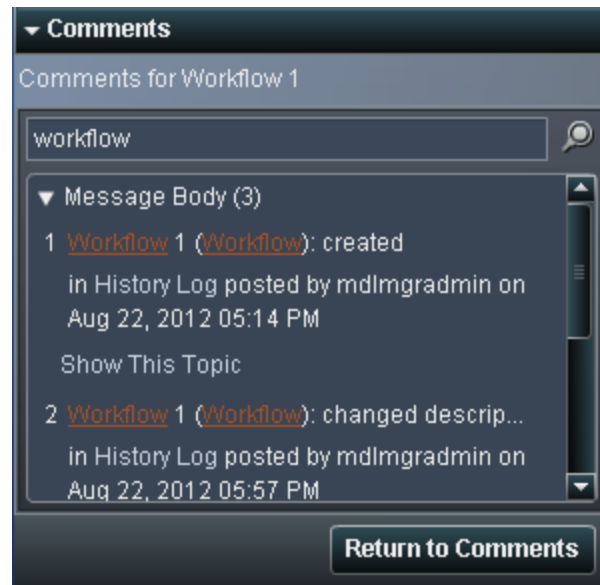 Comments
Comments for Workflow 1
workflow
Message Body (3)
1 Workflow 1 (Workflow): created
in History Log posted by mdlmgradmin on
Aug 22, 2012 05:14 PM
Show This Topic
2 Workflow 1 (Workflow): changed descrip...
in History Log posted by mdlmgradmin on
Aug 22, 2012 05:57 PM
Return to Comments